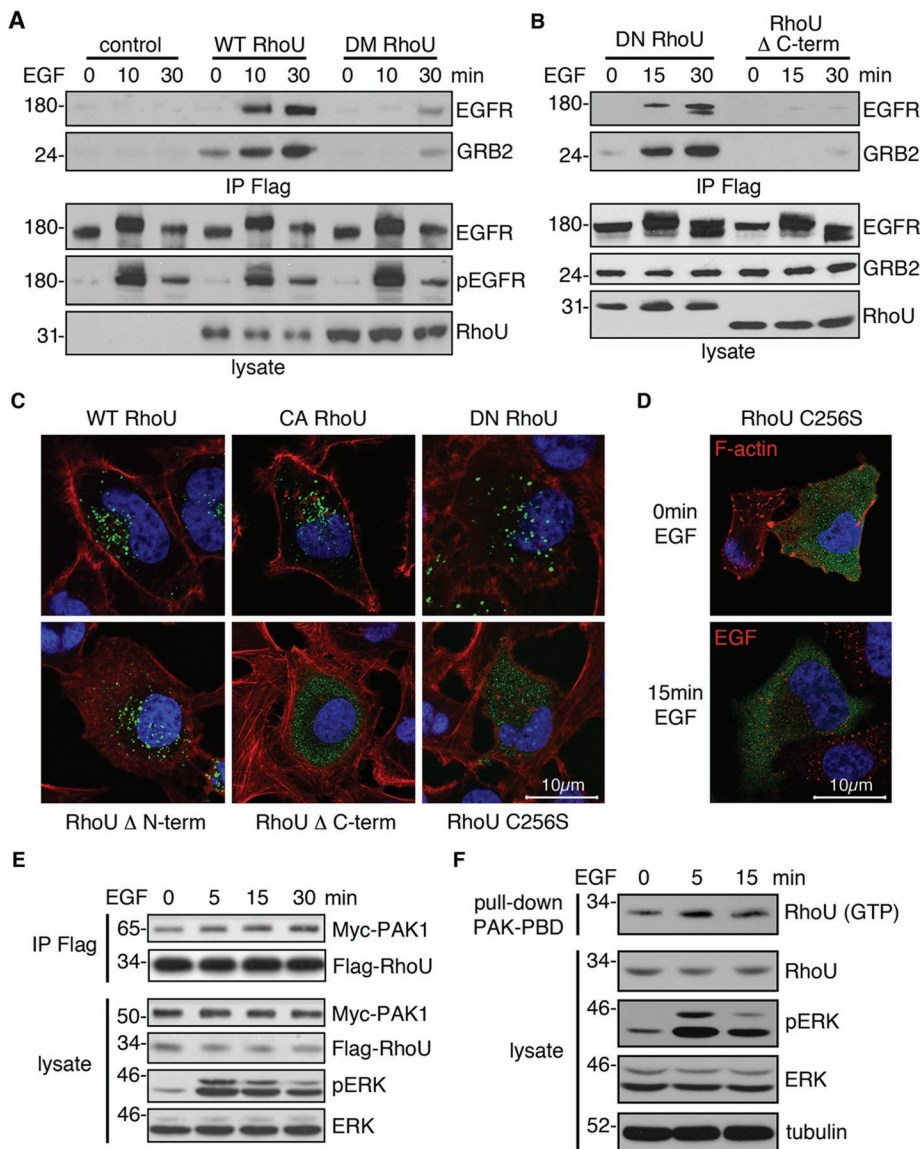 A
control WT RhoU DM RhoU
EGF 0 10 30 0 10 30 0 10 30 min
180- EGFR
24- GRB2
IP Flag
180- EGFR
180- pEGFR
31- RhoU
lysate
B
DN RhoU RhoU
Δ C-term
EGF 0 15 30 0 15 30 min
180- EGFR
24- GRB2
IP Flag
180- EGFR
24- GRB2
31- RhoU
lysate
C
WT RhoU CA RhoU DN RhoU
10µm
RhoU Δ N-term RhoU Δ C-term RhoU C256S
D
RhoU C256S
F-actin
0min
EGF
EGF
15min
EGF
10µm
E
EGF 0 5 15 30 min
IP Flag
65- Myc-PAK1
34- Flag-RhoU
lysate
50- Myc-PAK1
34- Flag-RhoU
46- pERK
46- ERK
F
EGF 0 5 15 min
pull-down
PAK-PBD
34- RhoU (GTP)
lysate
34- RhoU
46- pERK
46- ERK
52- tubulin